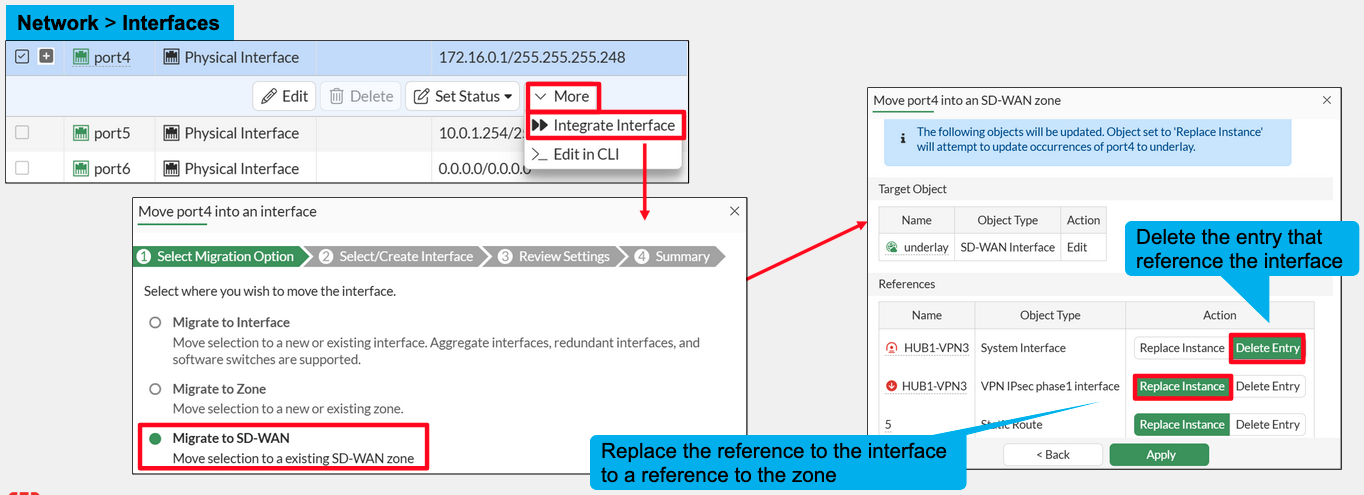 Network > Interfaces
port4 Physical Interface 172.16.0.1/255.255.255.248
Edit Delete Set Status More
Integrate Interface
Edit in CLI
port5 Physical Interface 10.0.1.254/2
port6 Physical Interface 0.0.0.0/0.0.0.0
Move port4 into an interface
1 Select Migration Option 2 Select/Create Interface 3 Review Settings 4 Summary
Select where you wish to move the interface.
Migrate to Interface
Move selection to a new or existing interface. Aggregate interfaces, redundant interfaces, and
software switches are supported.
Migrate to Zone
Move selection to a new or existing zone.
Migrate to SD-WAN
Move selection to a existing SD-WAN zone
Move port4 into an SD-WAN zone
The following objects will be updated. Object set to 'Replace Instance'
will attempt to update occurrences of port4 to underlay.
Target Object
Name Object Type Action
underlay SD-WAN Interface Edit
References
Name Object Type Action
HUB1-VPN3 System Interface Replace Instance Delete Entry
HUB1-VPN3 VPN IPsec phase1 interface Replace Instance Delete Entry
5 Static Route Replace Instance Delete Entry
< Back Apply
Delete the entry that
reference the interface
Replace the reference to the interface
to a reference to the zone